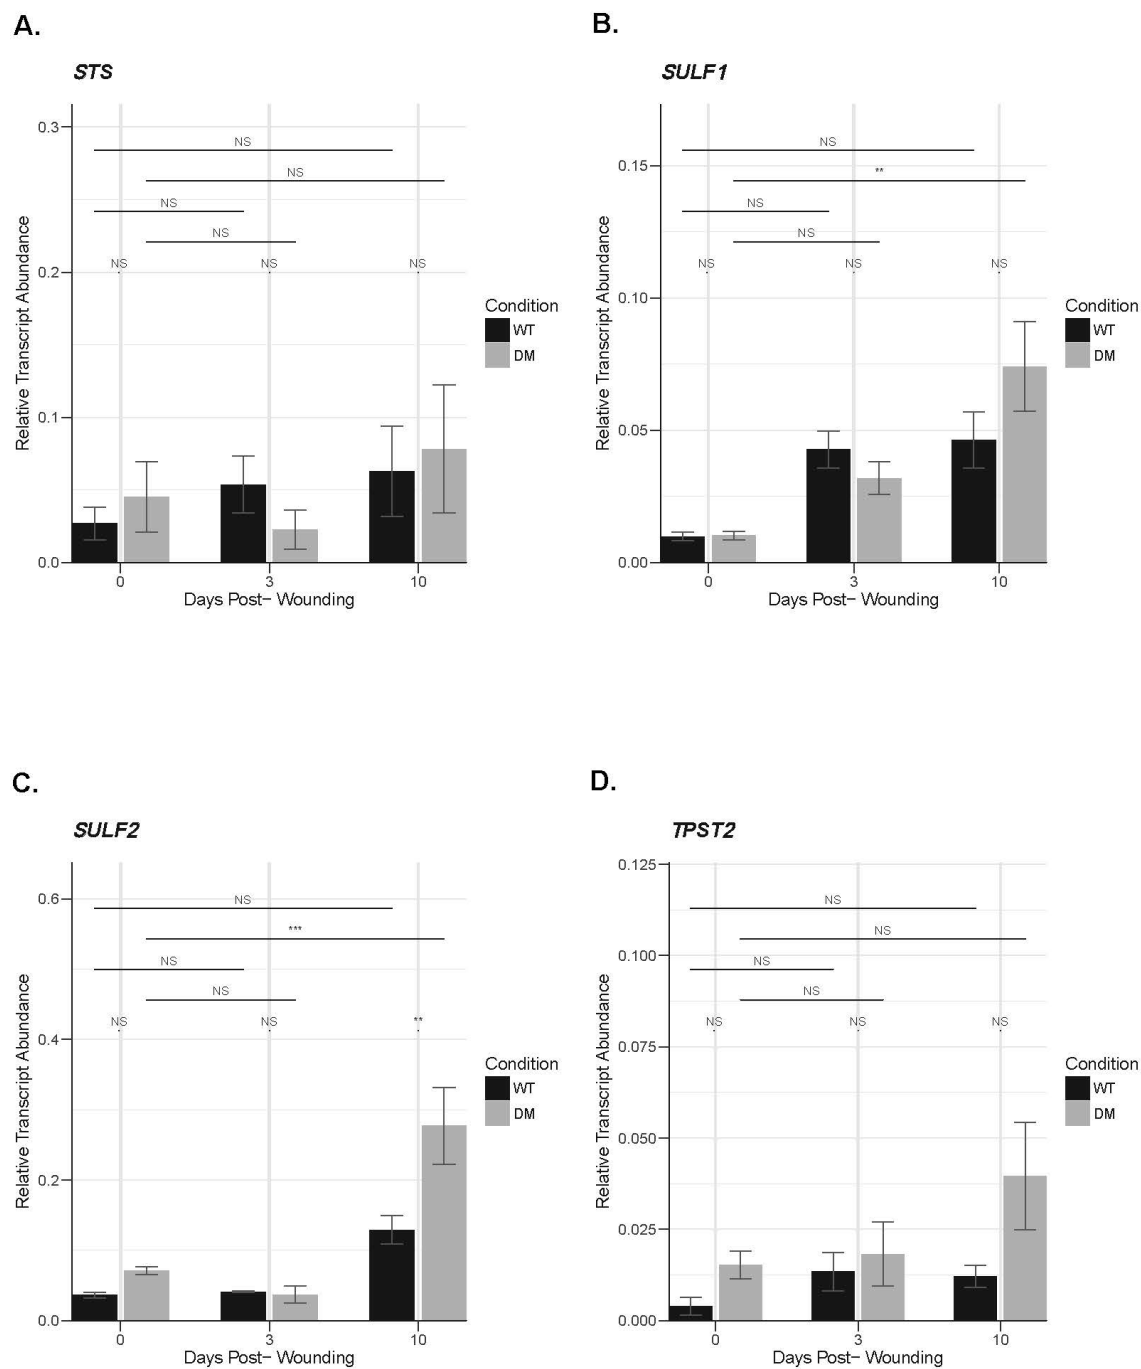 A.
STS
0.3
NS
NS
NS
NS
0.2
NS
NS
NS
Relative Transcript Abundance
Condition
WT
DM
0.1
0.0
0
3
10
Days Post− Wounding
B.
SULF1
0.15
NS
**
NS
NS
NS
NS
NS
0.10
Relative Transcript Abundance
Condition
WT
DM
0.05
0.00
0
3
10
Days Post− Wounding
C.
SULF2
0.6
NS
***
NS
NS
NS
NS
**
0.4
Relative Transcript Abundance
Condition
WT
DM
0.2
0.0
0
3
10
Days Post− Wounding
D.
TPST2
0.125
NS
NS
0.100
NS
NS
NS
NS
NS
0.075
Relative Transcript Abundance
Condition
WT
DM
0.050
0.025
0.000
0
3
10
Days Post− Wounding